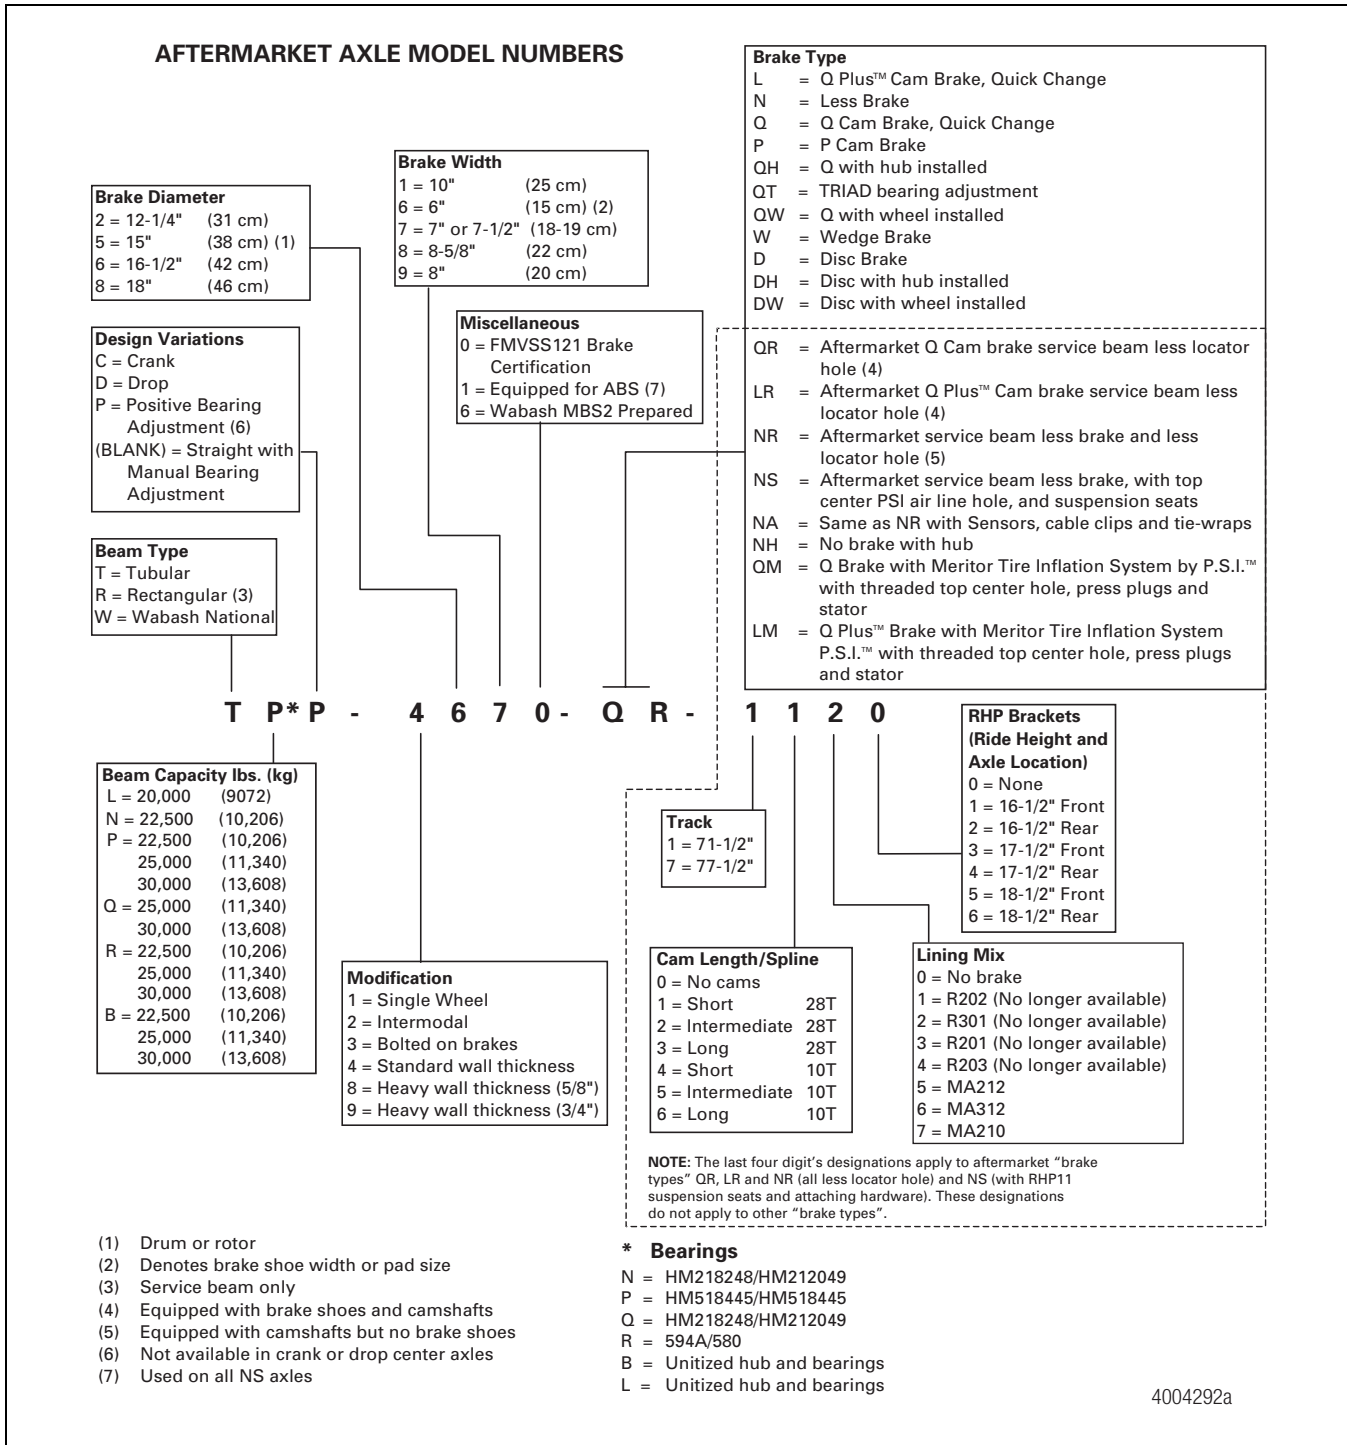 AFTERMARKET AXLE MODEL NUMBERS
Brake Type
L = Q Plus™ Cam Brake, Quick Change
N = Less Brake
Q = Q Cam Brake, Quick Change
P = P Cam Brake
QH = Q with hub installed
QT = TRIAD bearing adjustment
QW = Q with wheel installed
W = Wedge Brake
D = Disc Brake
DH = Disc with hub installed
DW = Disc with wheel installed
QR = Aftermarket Q Cam brake service beam less locator
hole (4)
LR = Aftermarket Q Plus™ Cam brake service beam less
locator hole (4)
NR = Aftermarket service beam less brake and less
locator hole (5)
NS = Aftermarket service beam less brake, with top
center PSI air line hole, and suspension seats
NA = Same as NR with Sensors, cable clips and tie-wraps
NH = No brake with hub
QM = Q Brake with Meritor Tire Inflation System by P.S.I.™
with threaded top center hole, press plugs and
stator
LM = Q Plus™ Brake with Meritor Tire Inflation System
P.S.I.™ with threaded top center hole, press plugs
and stator
Brake Width
1 = 10" (25 cm)
6 = 6" (15 cm) (2)
7 = 7" or 7-1/2" (18-19 cm)
8 = 8-5/8" (22 cm)
9 = 8" (20 cm)
Brake Diameter
2 = 12-1/4" (31 cm)
5 = 15" (38 cm) (1)
6 = 16-1/2" (42 cm)
8 = 18" (46 cm)
Miscellaneous
0 = FMVSS121 Brake
Certification
1 = Equipped for ABS (7)
6 = Wabash MBS2 Prepared
Design Variations
C = Crank
D = Drop
P = Positive Bearing
Adjustment (6)
(BLANK) = Straight with
Manual Bearing
Adjustment
Beam Type
T = Tubular
R = Rectangular (3)
W = Wabash National
T P*P - 4 6 7 0 - Q R - 1 1 2 0
Beam Capacity lbs. (kg)
L = 20,000 (9072)
N = 22,500 (10,206)
P = 22,500 (10,206)
25,000 (11,340)
30,000 (13,608)
Q = 25,000 (11,340)
30,000 (13,608)
R = 22,500 (10,206)
25,000 (11,340)
30,000 (13,608)
B = 22,500 (10,206)
25,000 (11,340)
30,000 (13,608)
Modification
1 = Single Wheel
2 = Intermodal
3 = Bolted on brakes
4 = Standard wall thickness
8 = Heavy wall thickness (5/8")
9 = Heavy wall thickness (3/4")
Track
1 = 71-1/2"
7 = 77-1/2"
RHP Brackets
(Ride Height and
Axle Location)
0 = None
1 = 16-1/2" Front
2 = 16-1/2" Rear
3 = 17-1/2" Front
4 = 17-1/2" Rear
5 = 18-1/2" Front
6 = 18-1/2" Rear
Cam Length/Spline
0 = No cams
1 = Short 28T
2 = Intermediate 28T
3 = Long 28T
4 = Short 10T
5 = Intermediate 10T
6 = Long 10T
Lining Mix
0 = No brake
1 = R202 (No longer available)
2 = R301 (No longer available)
3 = R201 (No longer available)
4 = R203 (No longer available)
5 = MA212
6 = MA312
7 = MA210
NOTE: The last four digit's designations apply to aftermarket “brake
types” QR, LR and NR (all less locator hole) and NS (with RHP11
suspension seats and attaching hardware). These designations
do not apply to other “brake types”.
(1) Drum or rotor
(2) Denotes brake shoe width or pad size
(3) Service beam only
(4) Equipped with brake shoes and camshafts
(5) Equipped with camshafts but no brake shoes
(6) Not available in crank or drop center axles
(7) Used on all NS axles
* Bearings
N = HM218248/HM212049
P = HM518445/HM518445
Q = HM218248/HM212049
R = 594A/580
B = Unitized hub and bearings
L = Unitized hub and bearings
4004292a